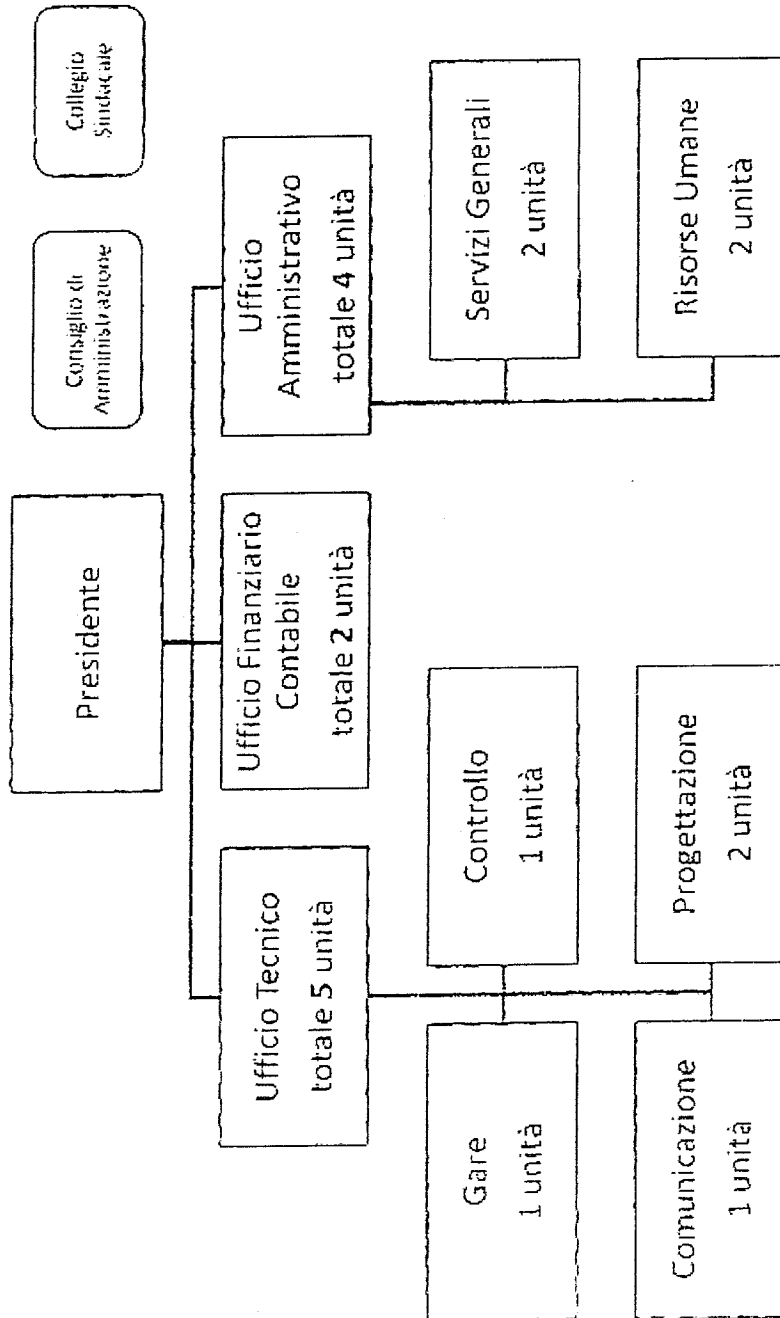 Presidente
Consiglio di
Amministrazione
Collegio
Sindacale
Ufficio Tecnico
totale 5 unità
Ufficio Finanziario
Contabile
totale 2 unità
Ufficio
Amministrativo
totale 4 unità
Gare
1 unità
Controllo
1 unità
Servizi Generali
2 unità
Comunicazione
1 unità
Progettazione
2 unità
Risorse Umane
2 unità